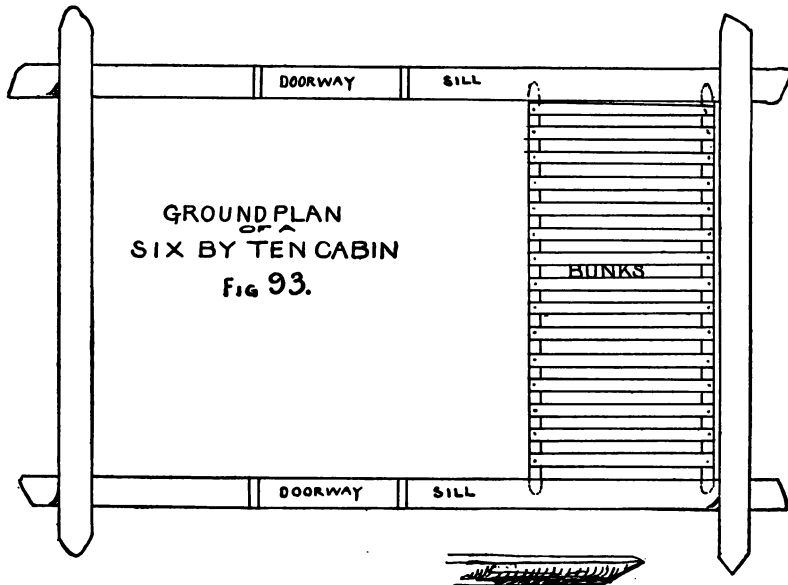 DOORWAY SILL
GROUND PLAN
OF A
SIX BY TEN CABIN
FIG 93.
BUNKS
DOORWAY SILL